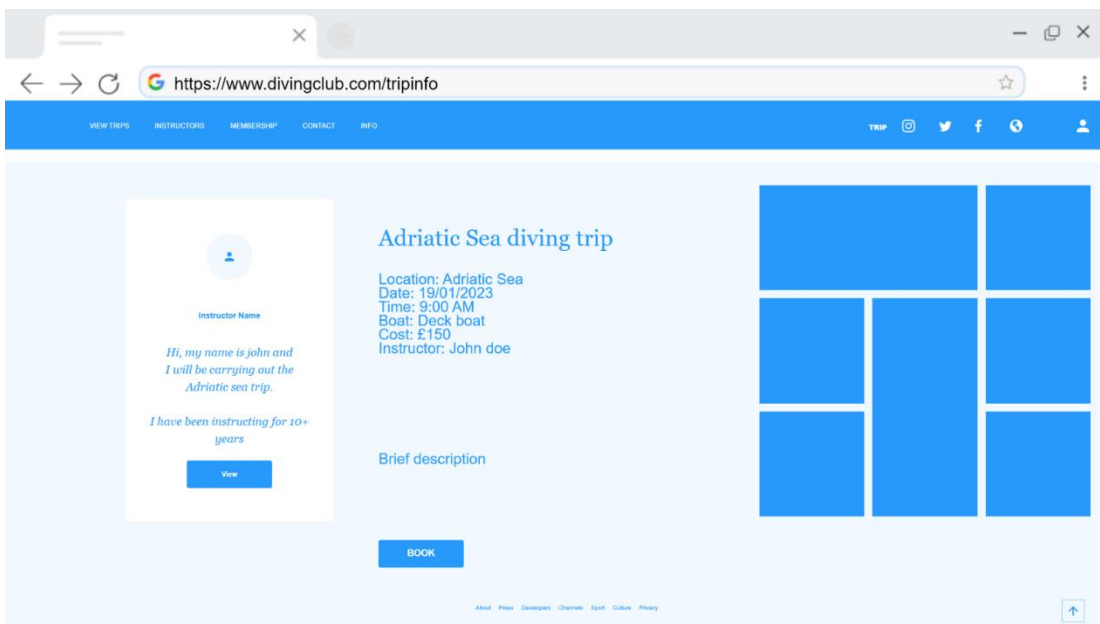 https://www.divingclub.com/tripinfo
VIEW TRIPS INSTRUCTORS MEMBERSHIP CONTACT INFO TRIP
Instructor Name
Hi, my name is john and
I will be carrying out the
Adriatic sea trip.
I have been instructing for 10+
years
View
Adriatic Sea diving trip
Location: Adriatic Sea
Date: 19/01/2023
Time: 9:00 AM
Boat: Deck boat
Cost: £150
Instructor: John doe
Brief description
BOOK
About Press Developers Channels Sport Culture Privacy